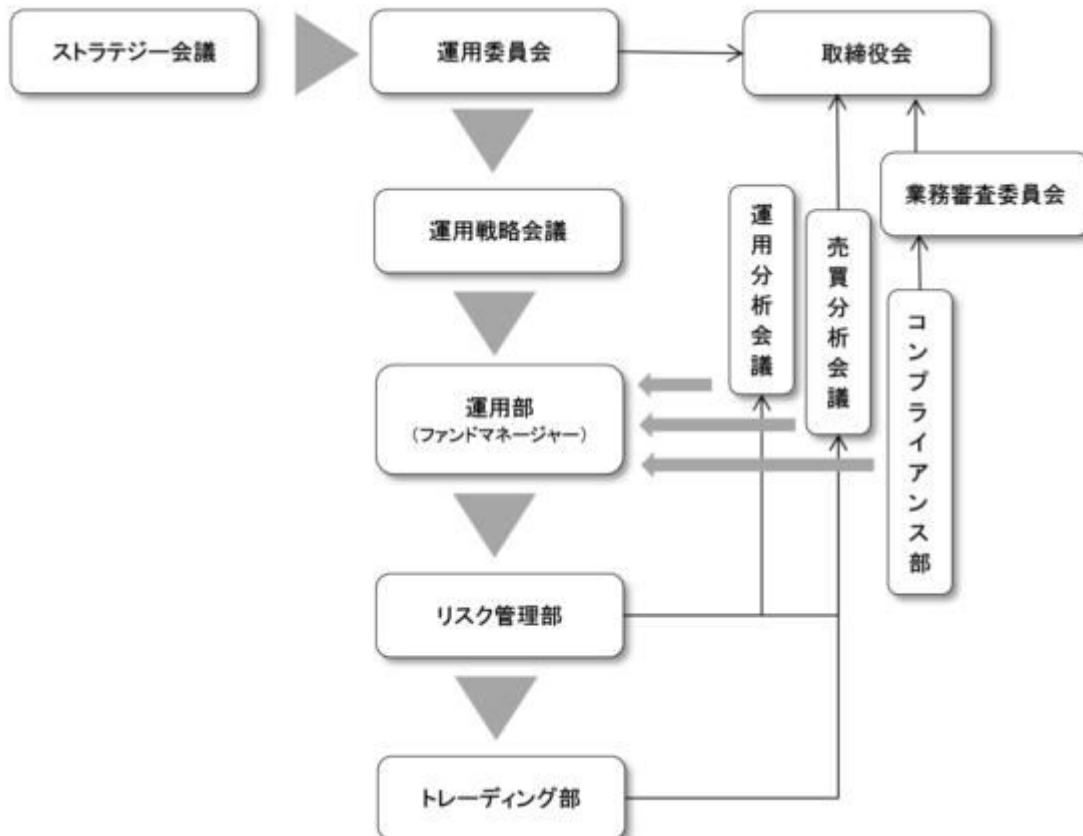 ストラテジー会議
運用委員会
取締役会
業務審査委員会
運用戦略会議
運用分析会議
売買分析会議
コンプライアンス部
運用部
(ファンドマネージャー)
リスク管理部
トレーディング部